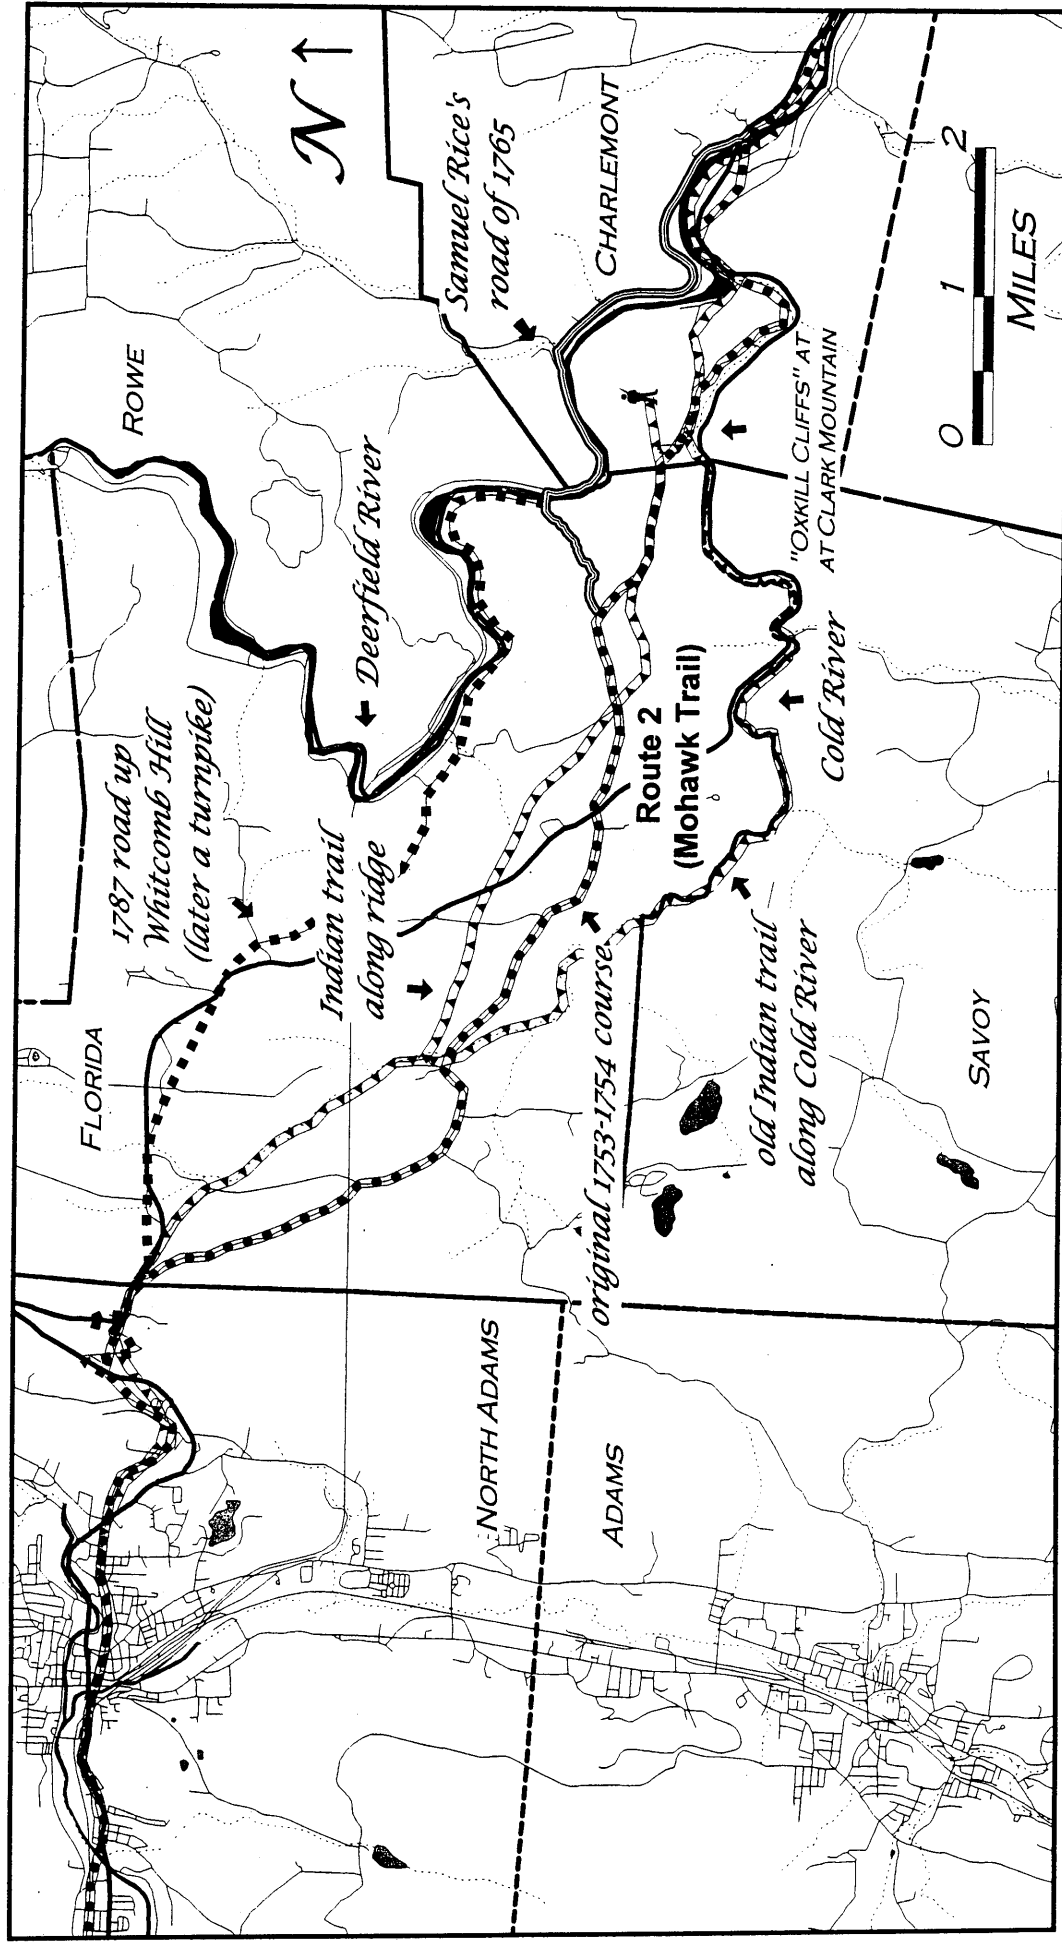 FLORIDA
1787 road up
Whitcomb Hill
(later a turnpike)
ROWE
N
Indian trail
along ridge
Deerfield River
Samuel Rice's
road of 1765
CHARLEMONT
NORTH ADAMS
ADAMS
original 1753-1754 course
Route 2
(Mohawk Trail)
old Indian trail
along Cold River
Cold River
"OXKILL CLIFFS" AT
AT CLARK MOUNTAIN
SAVOY
0 1 2
MILES